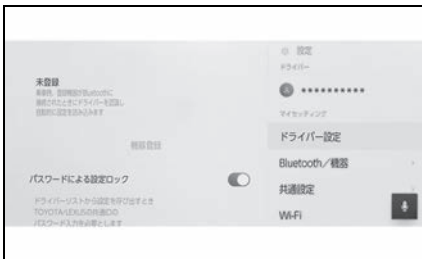 未登録
乗車時、登録機器がBluetoothに
接続されたときにドライバーを認識し
自動的に設定を読み込みます
機器登録
パスワードによる設定ロック
ドライバーリストから設定を呼び出すとき
TOYOTA/LEXUSの共通IDの
パスワード入力を必要とします
設定
ドライバー
**********
マイセッティング
ドライバー設定
Bluetooth／機器
共通設定
Wi-Fi